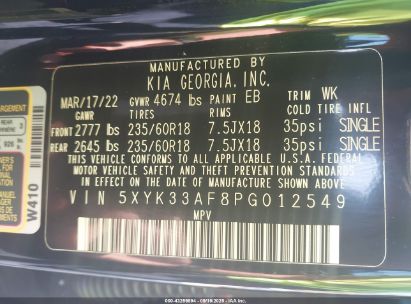 MANUFACTURED BY
KIA GEORGIA, INC.
MAR/17/22 GVWR 4674 lbs PAINT EB TRIM WK
GAWR TIRES RIMS COLD TIRE INFL
FRONT 2777 lbs 235/60R18 7.5JX18 35psi SINGLE
REAR 2645 lbs 235/60R18 7.5JX18 35psi SINGLE
THIS VEHICLE CONFORMS TO ALL APPLICABLE U.S. FEDERAL
MOTOR VEHICLE SAFETY AND THEFT PREVENTION STANDARDS
IN EFFECT ON THE DATE OF MANUFACTURE SHOWN ABOVE.
VIN 5XYK33AF8PG012549
MPV
W410
REAR
3